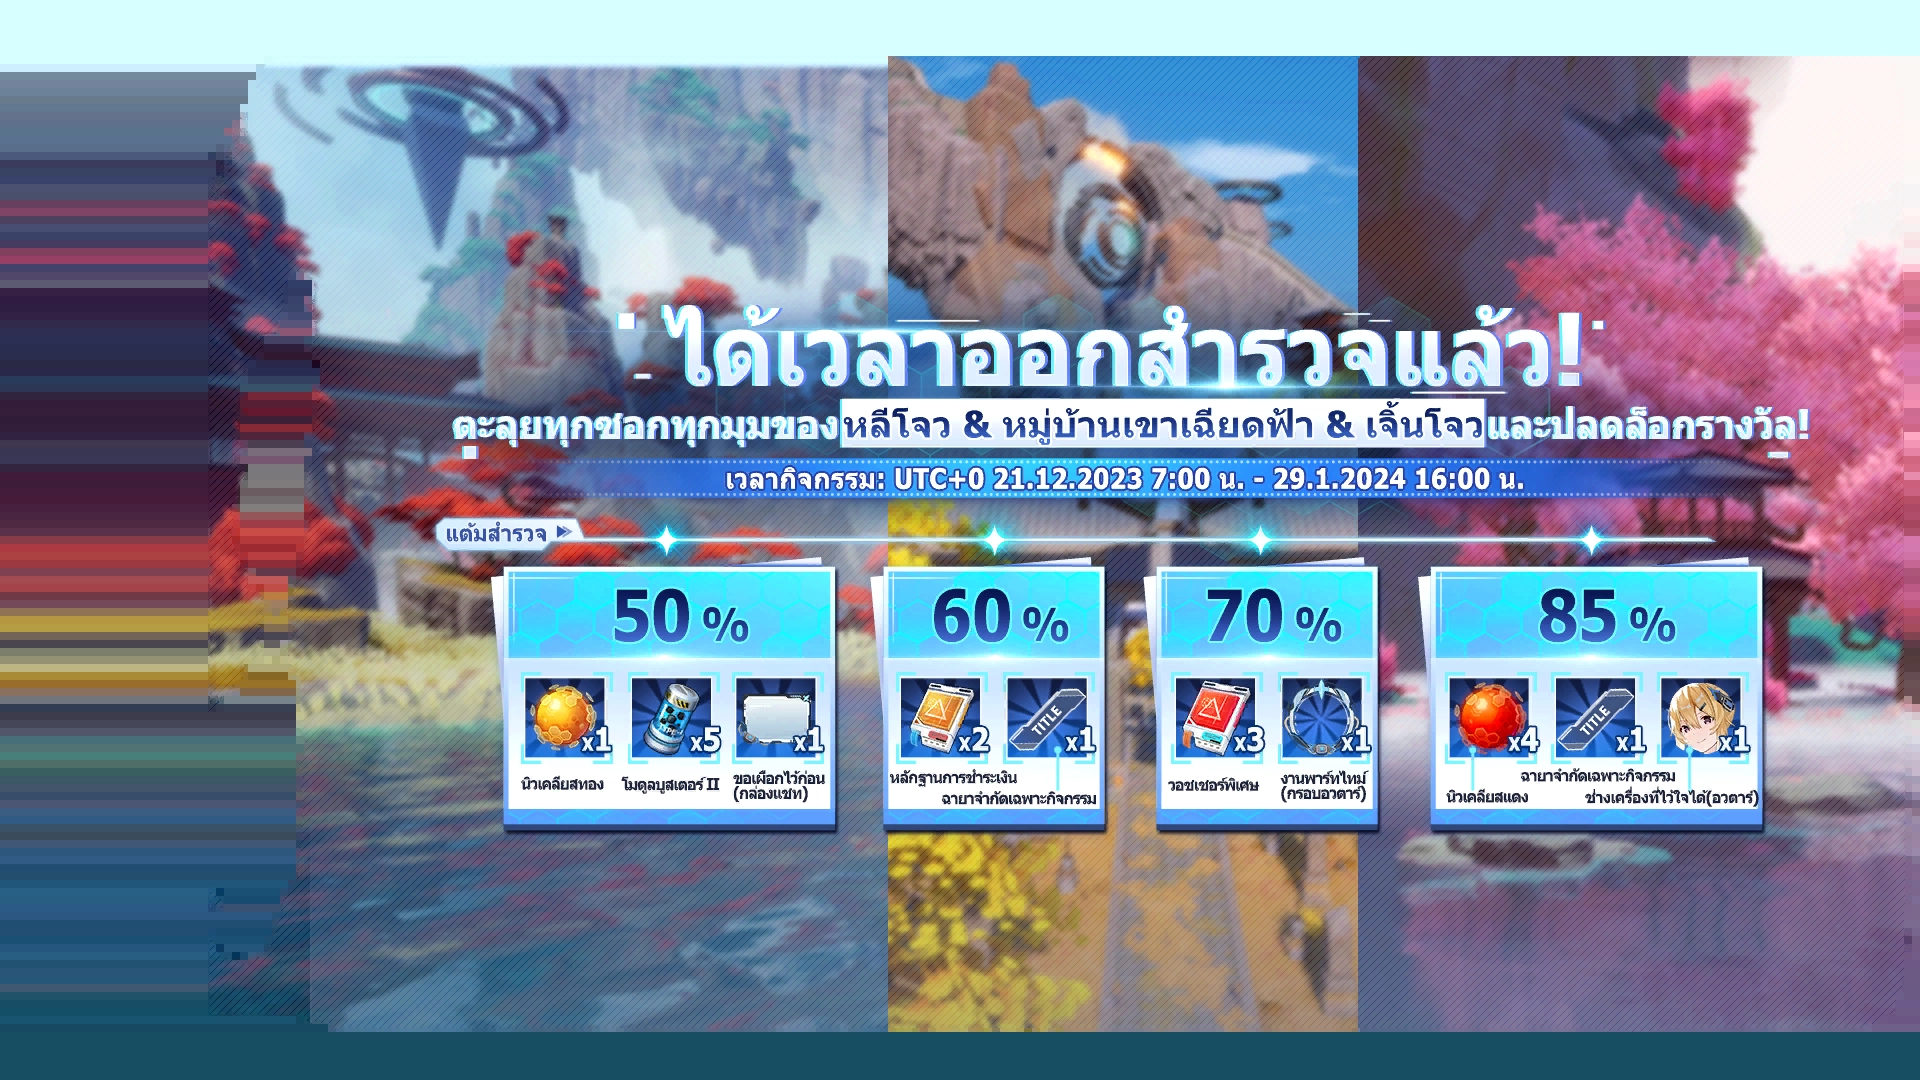 ได้เวลาออกสำรวจแล้ว!
ตะลุยทุกซอกทุกมุมของ หลีโจว & หมู่บ้านเขาเฉียดฟ้า & เจิ้นโจว และปลดล็อกรางวัล!
เวลากิจกรรม: UTC+0 21.12.2023 7:00 น. - 29.1.2024 16:00 น.
แต้มสำรวจ
50 %
x1 x5 x1
นิวเคลียสทอง โมดูลบูสเตอร์ II ขอเผือกไว้ก่อน
(กล่องแชท)
60 %
TITLE
x2 x1
หลักฐานการชำระเงิน
ฉายาจำกัดเฉพาะกิจกรรม
70 %
x3 x1
วอชเชอร์พิเศษ งานพาร์ทไทม์
(กรอบอวตาร์)
85 %
TITLE
x4 x1 x1
ฉายาจำกัดเฉพาะกิจกรรม
นิวเคลียสแดง ช่างเครื่องที่ไว้ใจได้(อวตาร์)